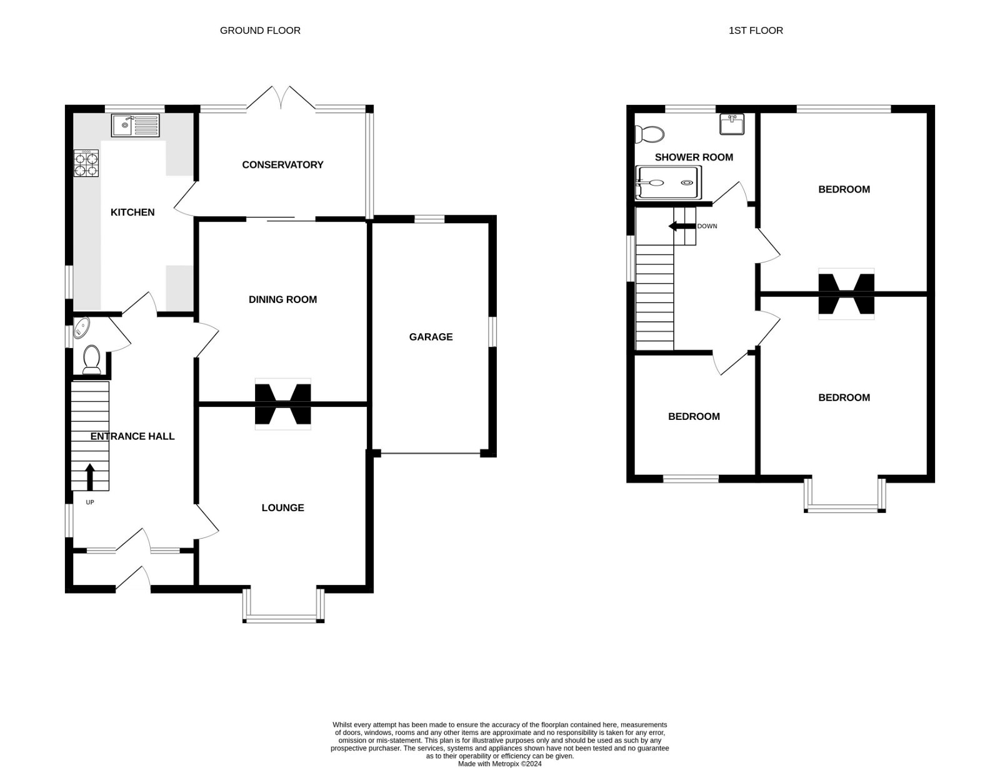 GROUND FLOOR
1ST FLOOR
CONSERVATORY
KITCHEN
DINING ROOM
GARAGE
ENTRANCE HALL
UP
LOUNGE
SHOWER ROOM
BEDROOM
DOWN
BEDROOM
BEDROOM
Whilst every attempt has been made to ensure the accuracy of the floorplan contained here, measurements
of doors, windows, rooms and any other items are approximate and no responsibility is taken for any error,
omission or mis-statement. This plan is for illustrative purposes only and should be used as such by any
prospective purchaser. The services, systems and appliances shown have not been tested and no guarantee
as to their operability or efficiency can be given.
Made with Metropix ©2024